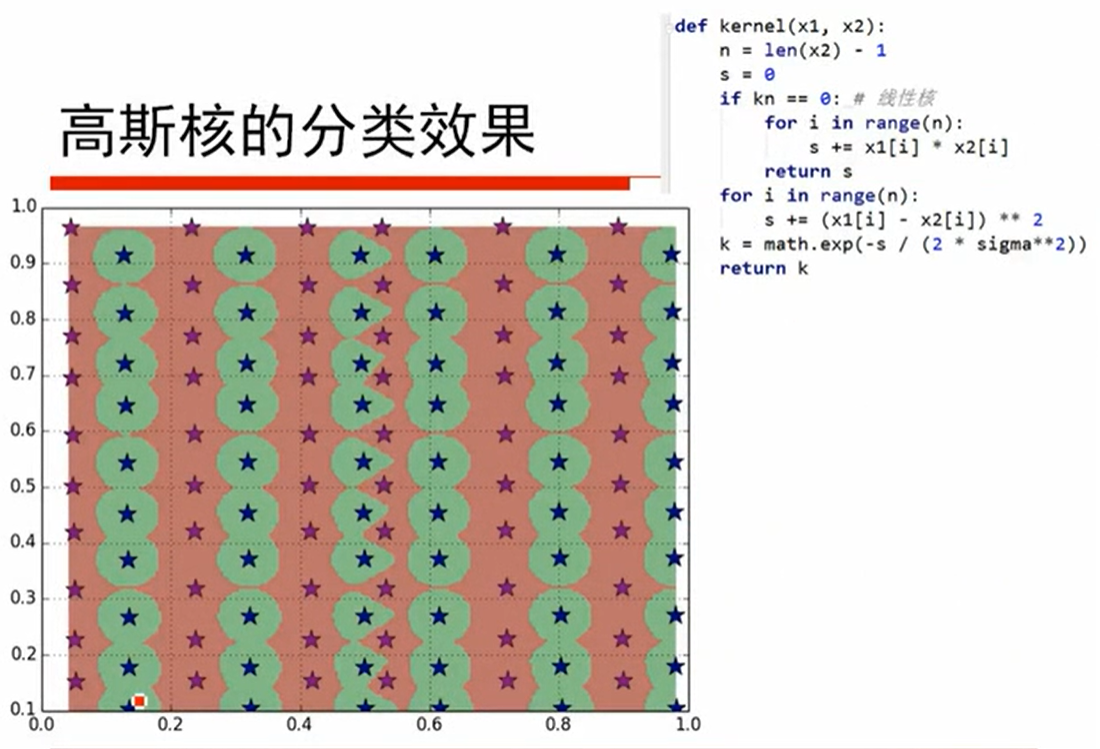 高斯核的分类效果
def kernel(x1, x2):
    n = len(x2) - 1
    s = 0
    if kn == 0: # 线性核
        for i in range(n):
            s += x1[i] * x2[i]
        return s
    for i in range(n):
        s += (x1[i] - x2[i]) ** 2
    k = math.exp(-s / (2 * sigma**2))
    return k
1.0
0.9
0.8
0.7
0.6
0.5
0.4
0.3
0.2
0.1
0.0 0.2 0.4 0.6 0.8 1.0